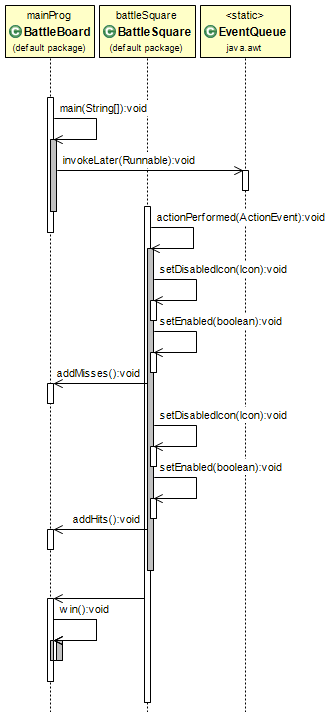 mainProg
BattleBoard
(default package)
battleSquare
BattleSquare
(default package)
<static>
EventQueue
java.awt
main(String[]):void
invokeLater(Runnable):void
actionPerformed(ActionEvent):void
setDisabledIcon(Icon):void
setEnabled(boolean):void
addMisses():void
setDisabledIcon(Icon):void
setEnabled(boolean):void
addHits():void
win():void